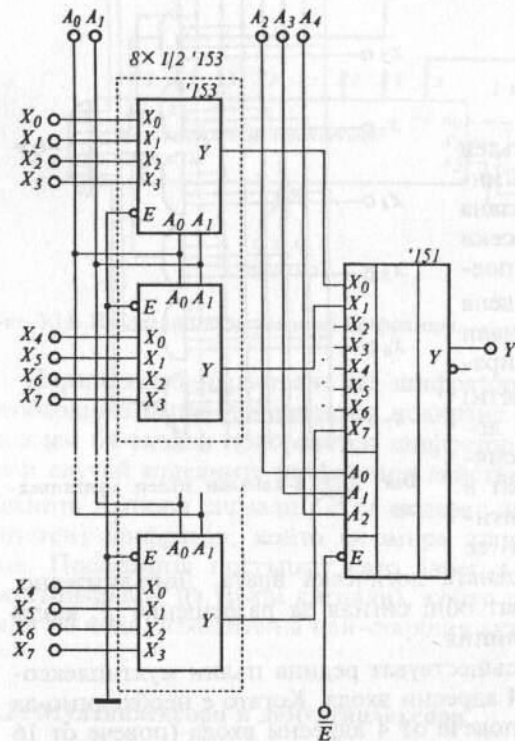 A₀ A₁ A₂ A₃ A₄
8× 1/2 '153
'153
X₀ X₀
X₁ X₁ Y
X₂ X₂
X₃ X₃
E
A₀ A₁
A₀ A₁
E
X₄ X₀
X₅ X₁
X₆ X₂ Y
X₇ X₃
'151
X₀
X₁
X₂
X₃
X₄
X₅
X₆
X₇
Y Y
A₀
A₁
A₂
E
E A₀ A₁
X₄ X₀
X₅ X₁
X₆ X₂ Y
X₇ X₃
E